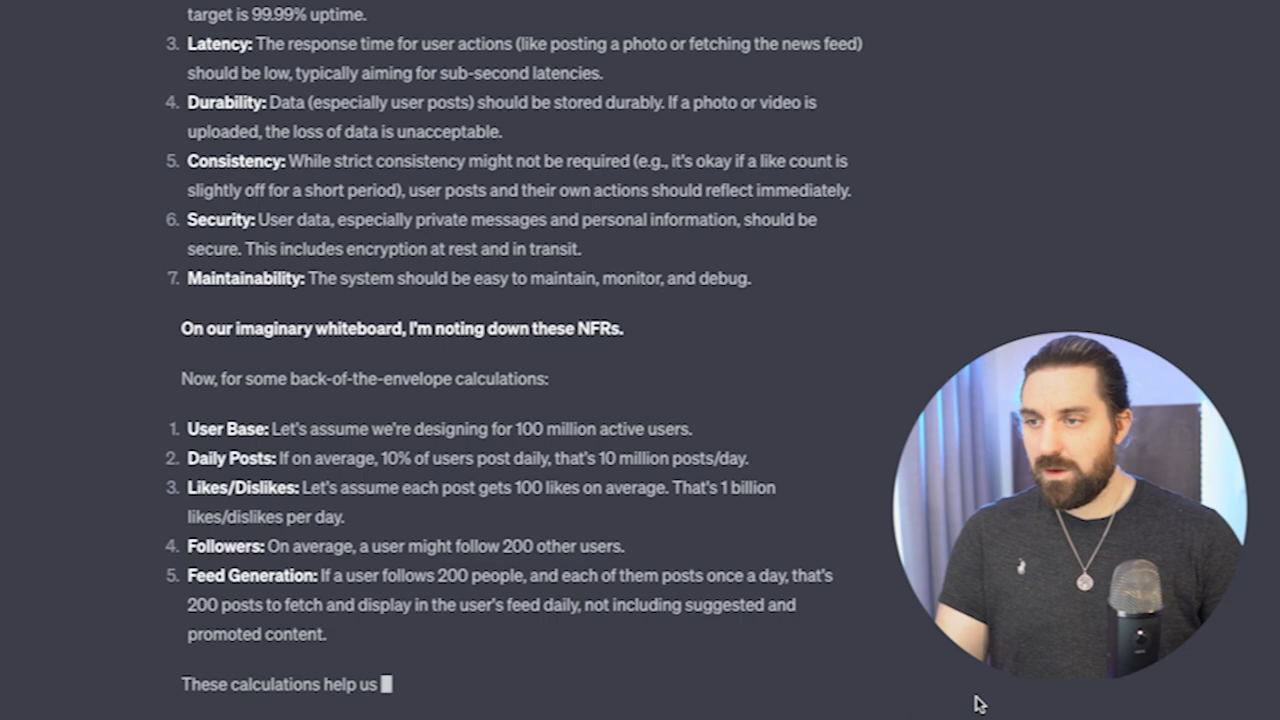 target is 99.99% uptime.
3. Latency: The response time for user actions (like posting a photo or fetching the news feed)
should be low, typically aiming for sub-second latencies.
4. Durability: Data (especially user posts) should be stored durably. If a photo or video is
uploaded, the loss of data is unacceptable.
5. Consistency: While strict consistency might not be required (e.g., it's okay if a like count is
slightly off for a short period), user posts and their own actions should reflect immediately.
6. Security: User data, especially private messages and personal information, should be
secure. This includes encryption at rest and in transit.
7. Maintainability: The system should be easy to maintain, monitor, and debug.
On our imaginary whiteboard, I'm noting down these NFRs.
Now, for some back-of-the-envelope calculations:
1. User Base: Let's assume we're designing for 100 million active users.
2. Daily Posts: If on average, 10% of users post daily, that's 10 million posts/day.
3. Likes/Dislikes: Let's assume each post gets 100 likes on average. That's 1 billion
likes/dislikes per day.
4. Followers: On average, a user might follow 200 other users.
5. Feed Generation: If a user follows 200 people, and each of them posts once a day, that's
200 posts to fetch and display in the user's feed daily, not including suggested and
promoted content.
These calculations help us